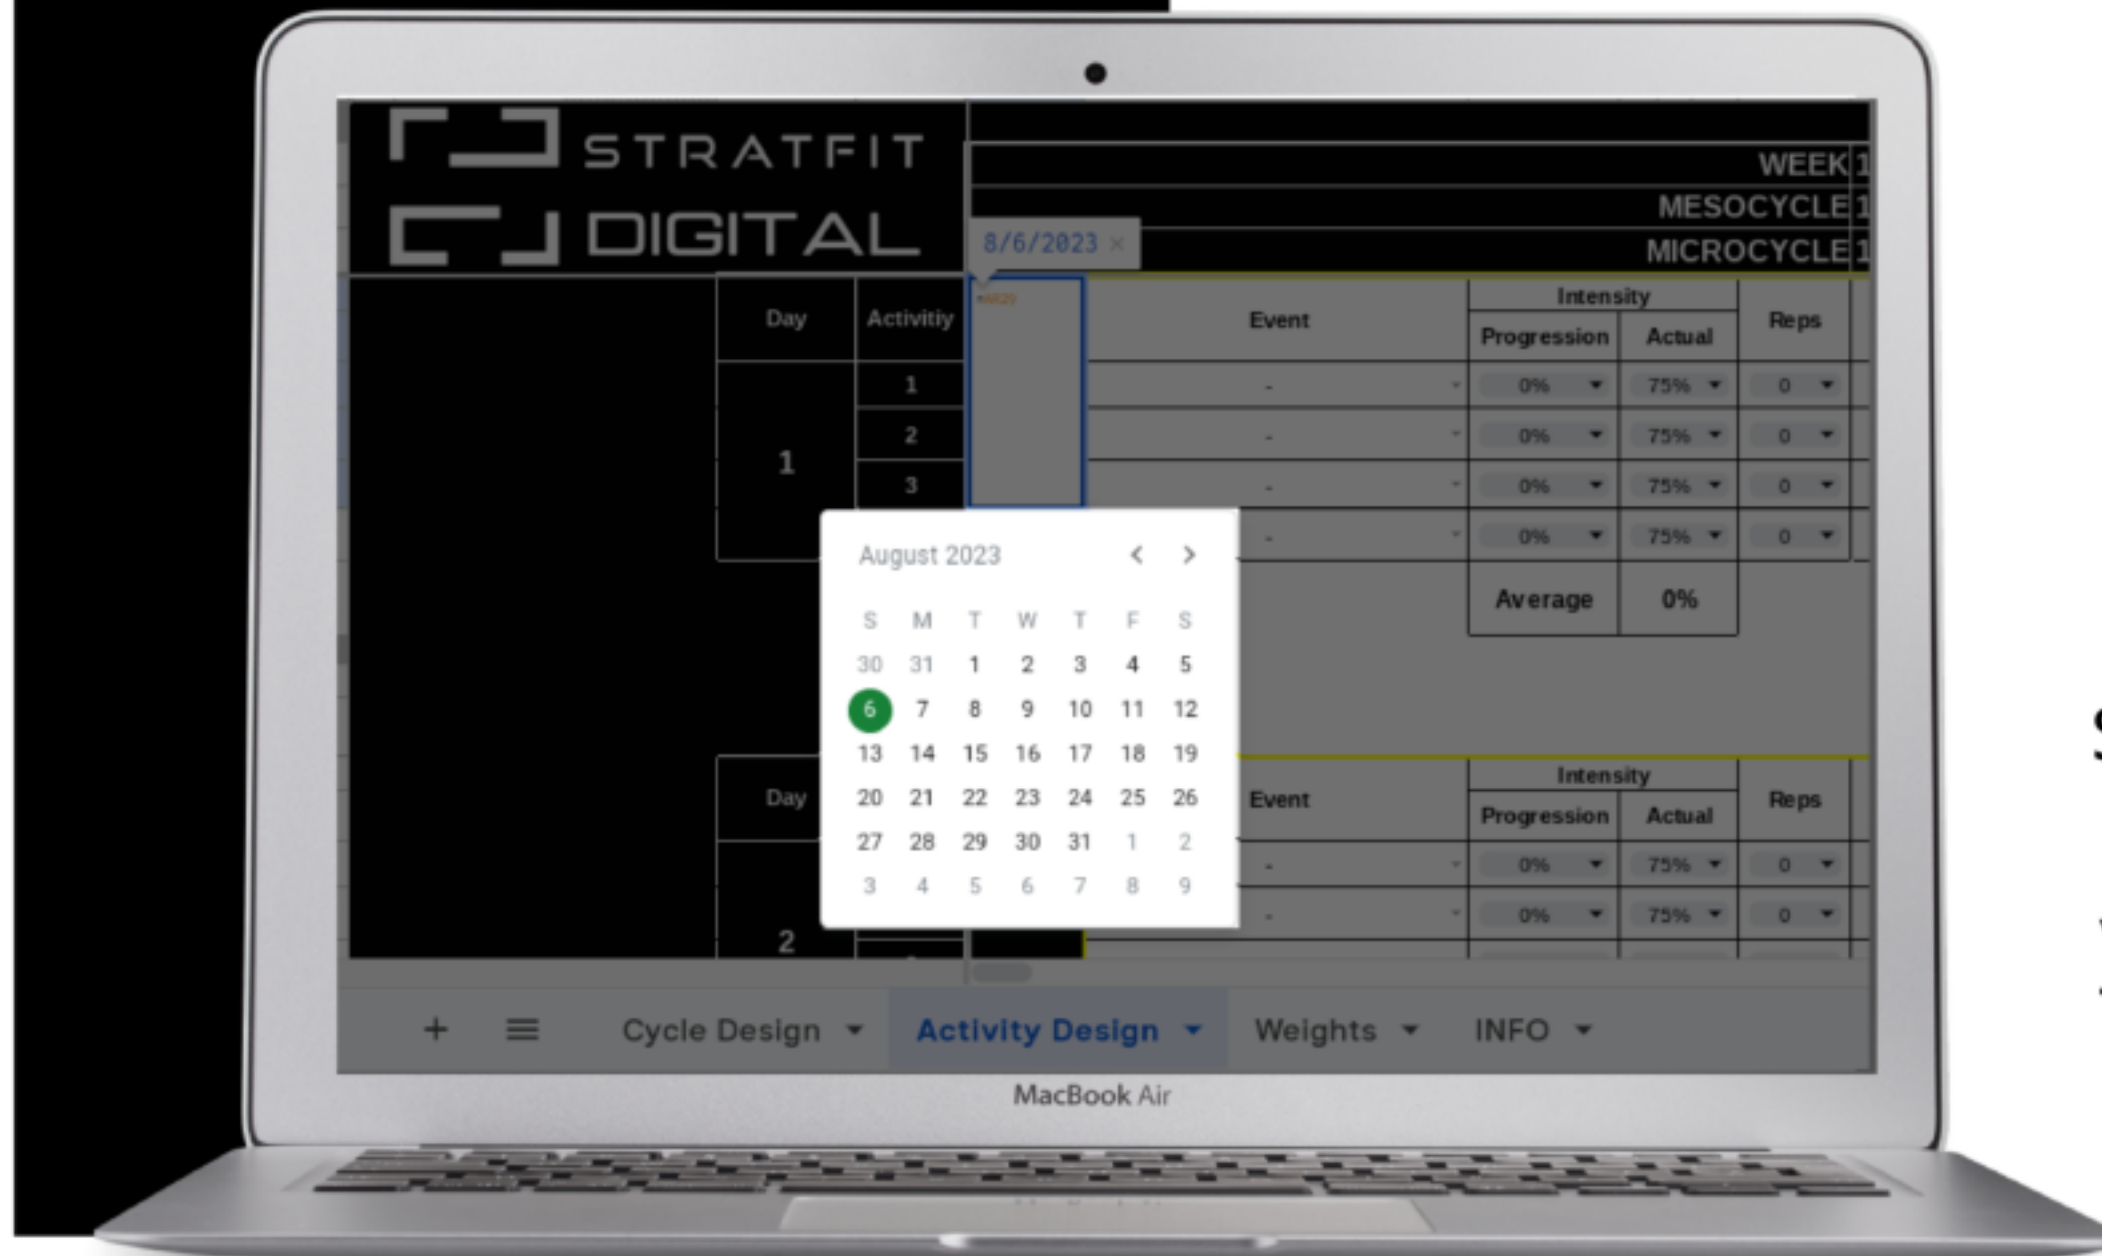 STRATFIT
DIGITAL
WEEK 1
MESOCYCLE 1
MICROCYCLE 1
8/6/2023 ×
Day Activitiy Event Intensity Reps
Progression Actual
1
1 - 0% 75% 0
2 - 0% 75% 0
3 - 0% 75% 0
- 0% 75% 0
Average 0%
August 2023 < >
S M T W T F S
30 31 1 2 3 4 5
6 7 8 9 10 11 12
13 14 15 16 17 18 19
20 21 22 23 24 25 26
27 28 29 30 31 1 2
3 4 5 6 7 8 9
Day Event Intensity Reps
Progression Actual
- 0% 75% 0
- 0% 75% 0
2
+ Cycle Design Activity Design Weights INFO
MacBook Air